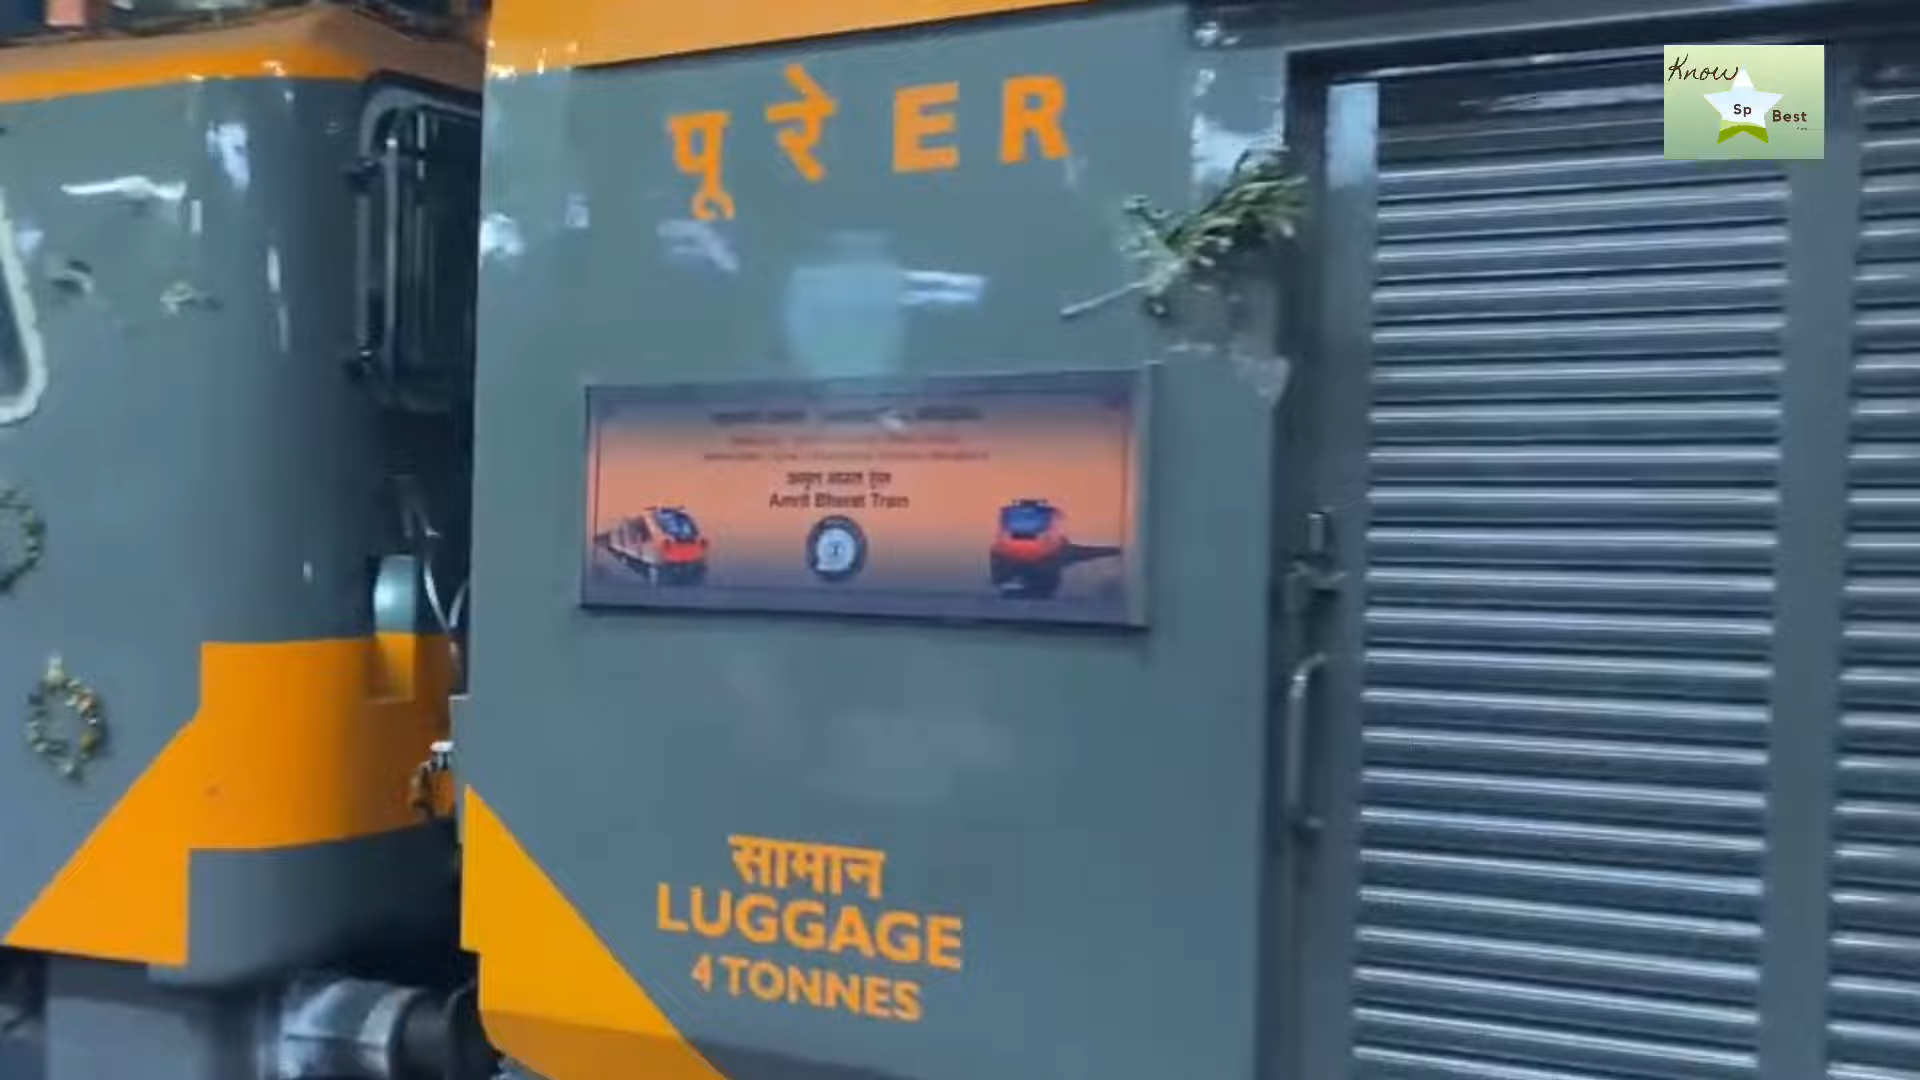 पू रे ER
अमृत भारत ट्रेन
Amrit Bharat Train
सामान
LUGGAGE
4 TONNES
Know
Sp
Best